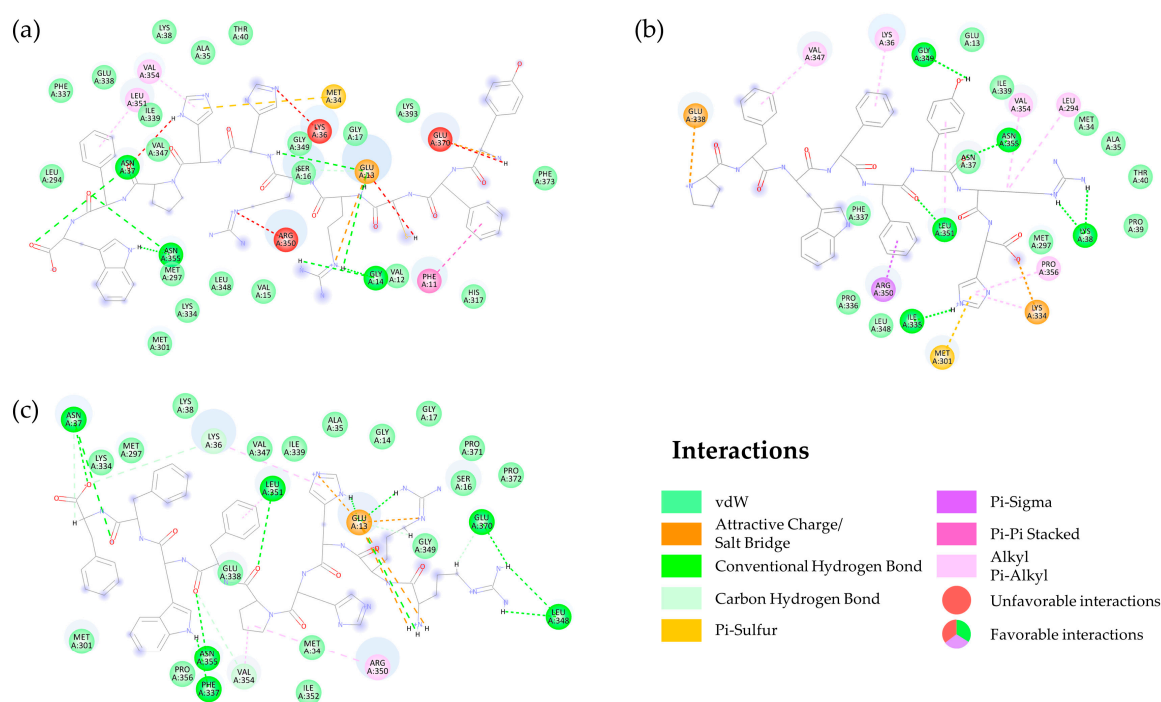 (a)
LYS
A:38
THR
A:40
ALA
A:35
VAL
A:354
GLU
A:338
PHE
A:337
LEU
A:351
ILE
A:339
MET
A:34
LYS
A:393
LYS
A:36
GLY
A:17
GLU
A:370
GLY
A:349
VAL
A:347
ASN
A:37
SER
A:16
GLU
A:13
LEU
A:294
PHE
A:373
ARG
A:350
ASN
A:355
MET
A:297
GLY
A:14
VAL
A:12
PHE
A:11
LEU
A:348
VAL
A:15
HIS
A:317
LYS
A:334
MET
A:301
N
H
O
(b)
LYS
A:36
GLU
A:13
VAL
A:347
GLY
A:349
ILE
A:339
VAL
A:354
LEU
A:294
GLU
A:338
MET
A:34
ASN
A:355
ALA
A:35
ASN
A:37
THR
A:40
PHE
A:337
LEU
A:351
LYS
A:38
PRO
A:39
MET
A:297
PRO
A:356
ARG
A:350
PRO
A:336
LEU
A:348
ILE
A:335
LYS
A:334
MET
A:301
(c)
ASN
A:37
LYS
A:38
LYS
A:36
ALA
A:35
GLY
A:14
GLY
A:17
LYS
A:334
MET
A:297
VAL
A:347
ILE
A:339
PRO
A:371
SER
A:16
PRO
A:372
LEU
A:351
GLU
A:13
GLU
A:370
GLY
A:349
GLU
A:338
LEU
A:348
MET
A:301
ASN
A:355
MET
A:34
PRO
A:356
VAL
A:354
ARG
A:350
PHE
A:337
ILE
A:352
Interactions
vdW
Attractive Charge/
Salt Bridge
Conventional Hydrogen Bond
Carbon Hydrogen Bond
Pi-Sulfur
Pi-Sigma
Pi-Pi Stacked
Alkyl
Pi-Alkyl
Unfavorable interactions
Favorable interactions